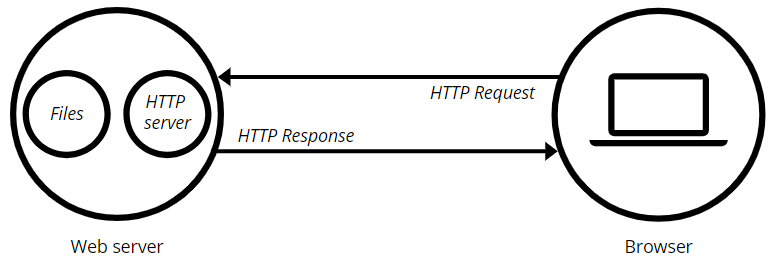 Files
HTTP
server
HTTP Request
HTTP Response
Web server
Browser